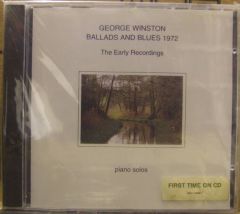 GEORGE WINSTON
BALLADS AND BLUES 1972
The Early Recordings
piano solos
FIRST TIME ON CD